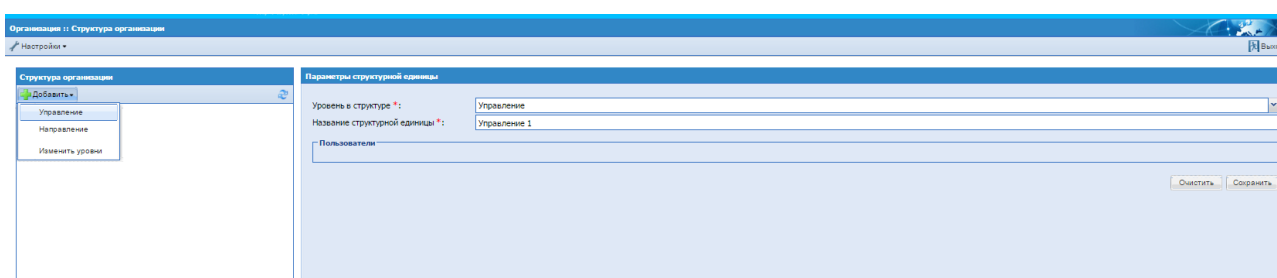 Организация :: Структура организации
Настройки
Структура организации
Параметры структурной единицы
Добавить
Управление
Направление
Изменить уровни
Уровень в структуре *:
Управление
Название структурной единицы *:
Управление 1
Пользователи
Очистить
Сохранить